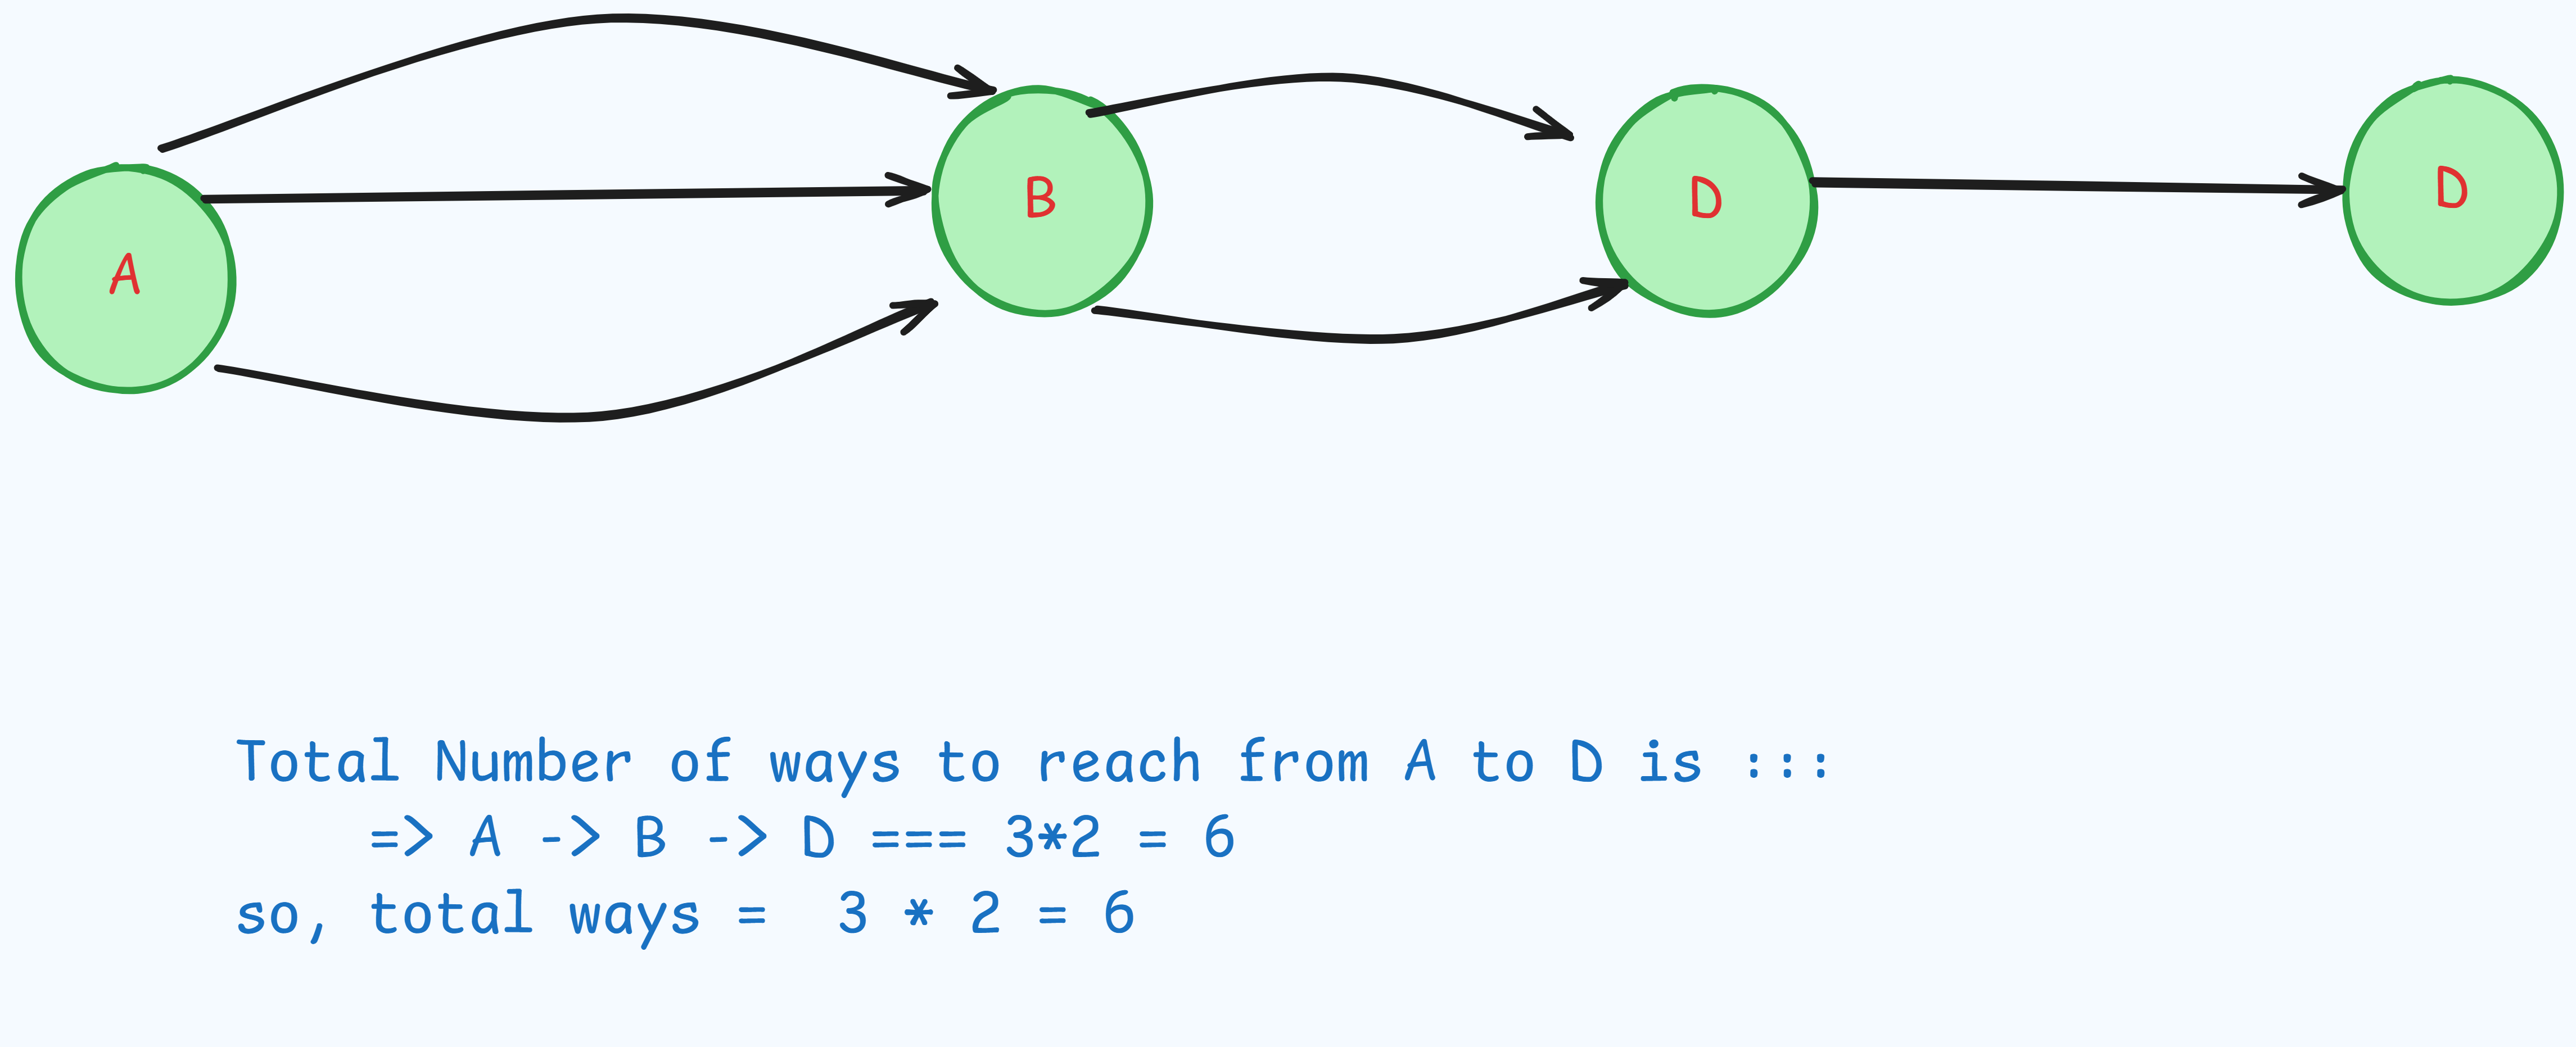 A
B
D
D
Total Number of ways to reach from A to D is :::
=> A -> B -> D === 3*2 = 6
so, total ways =  3 * 2 = 6